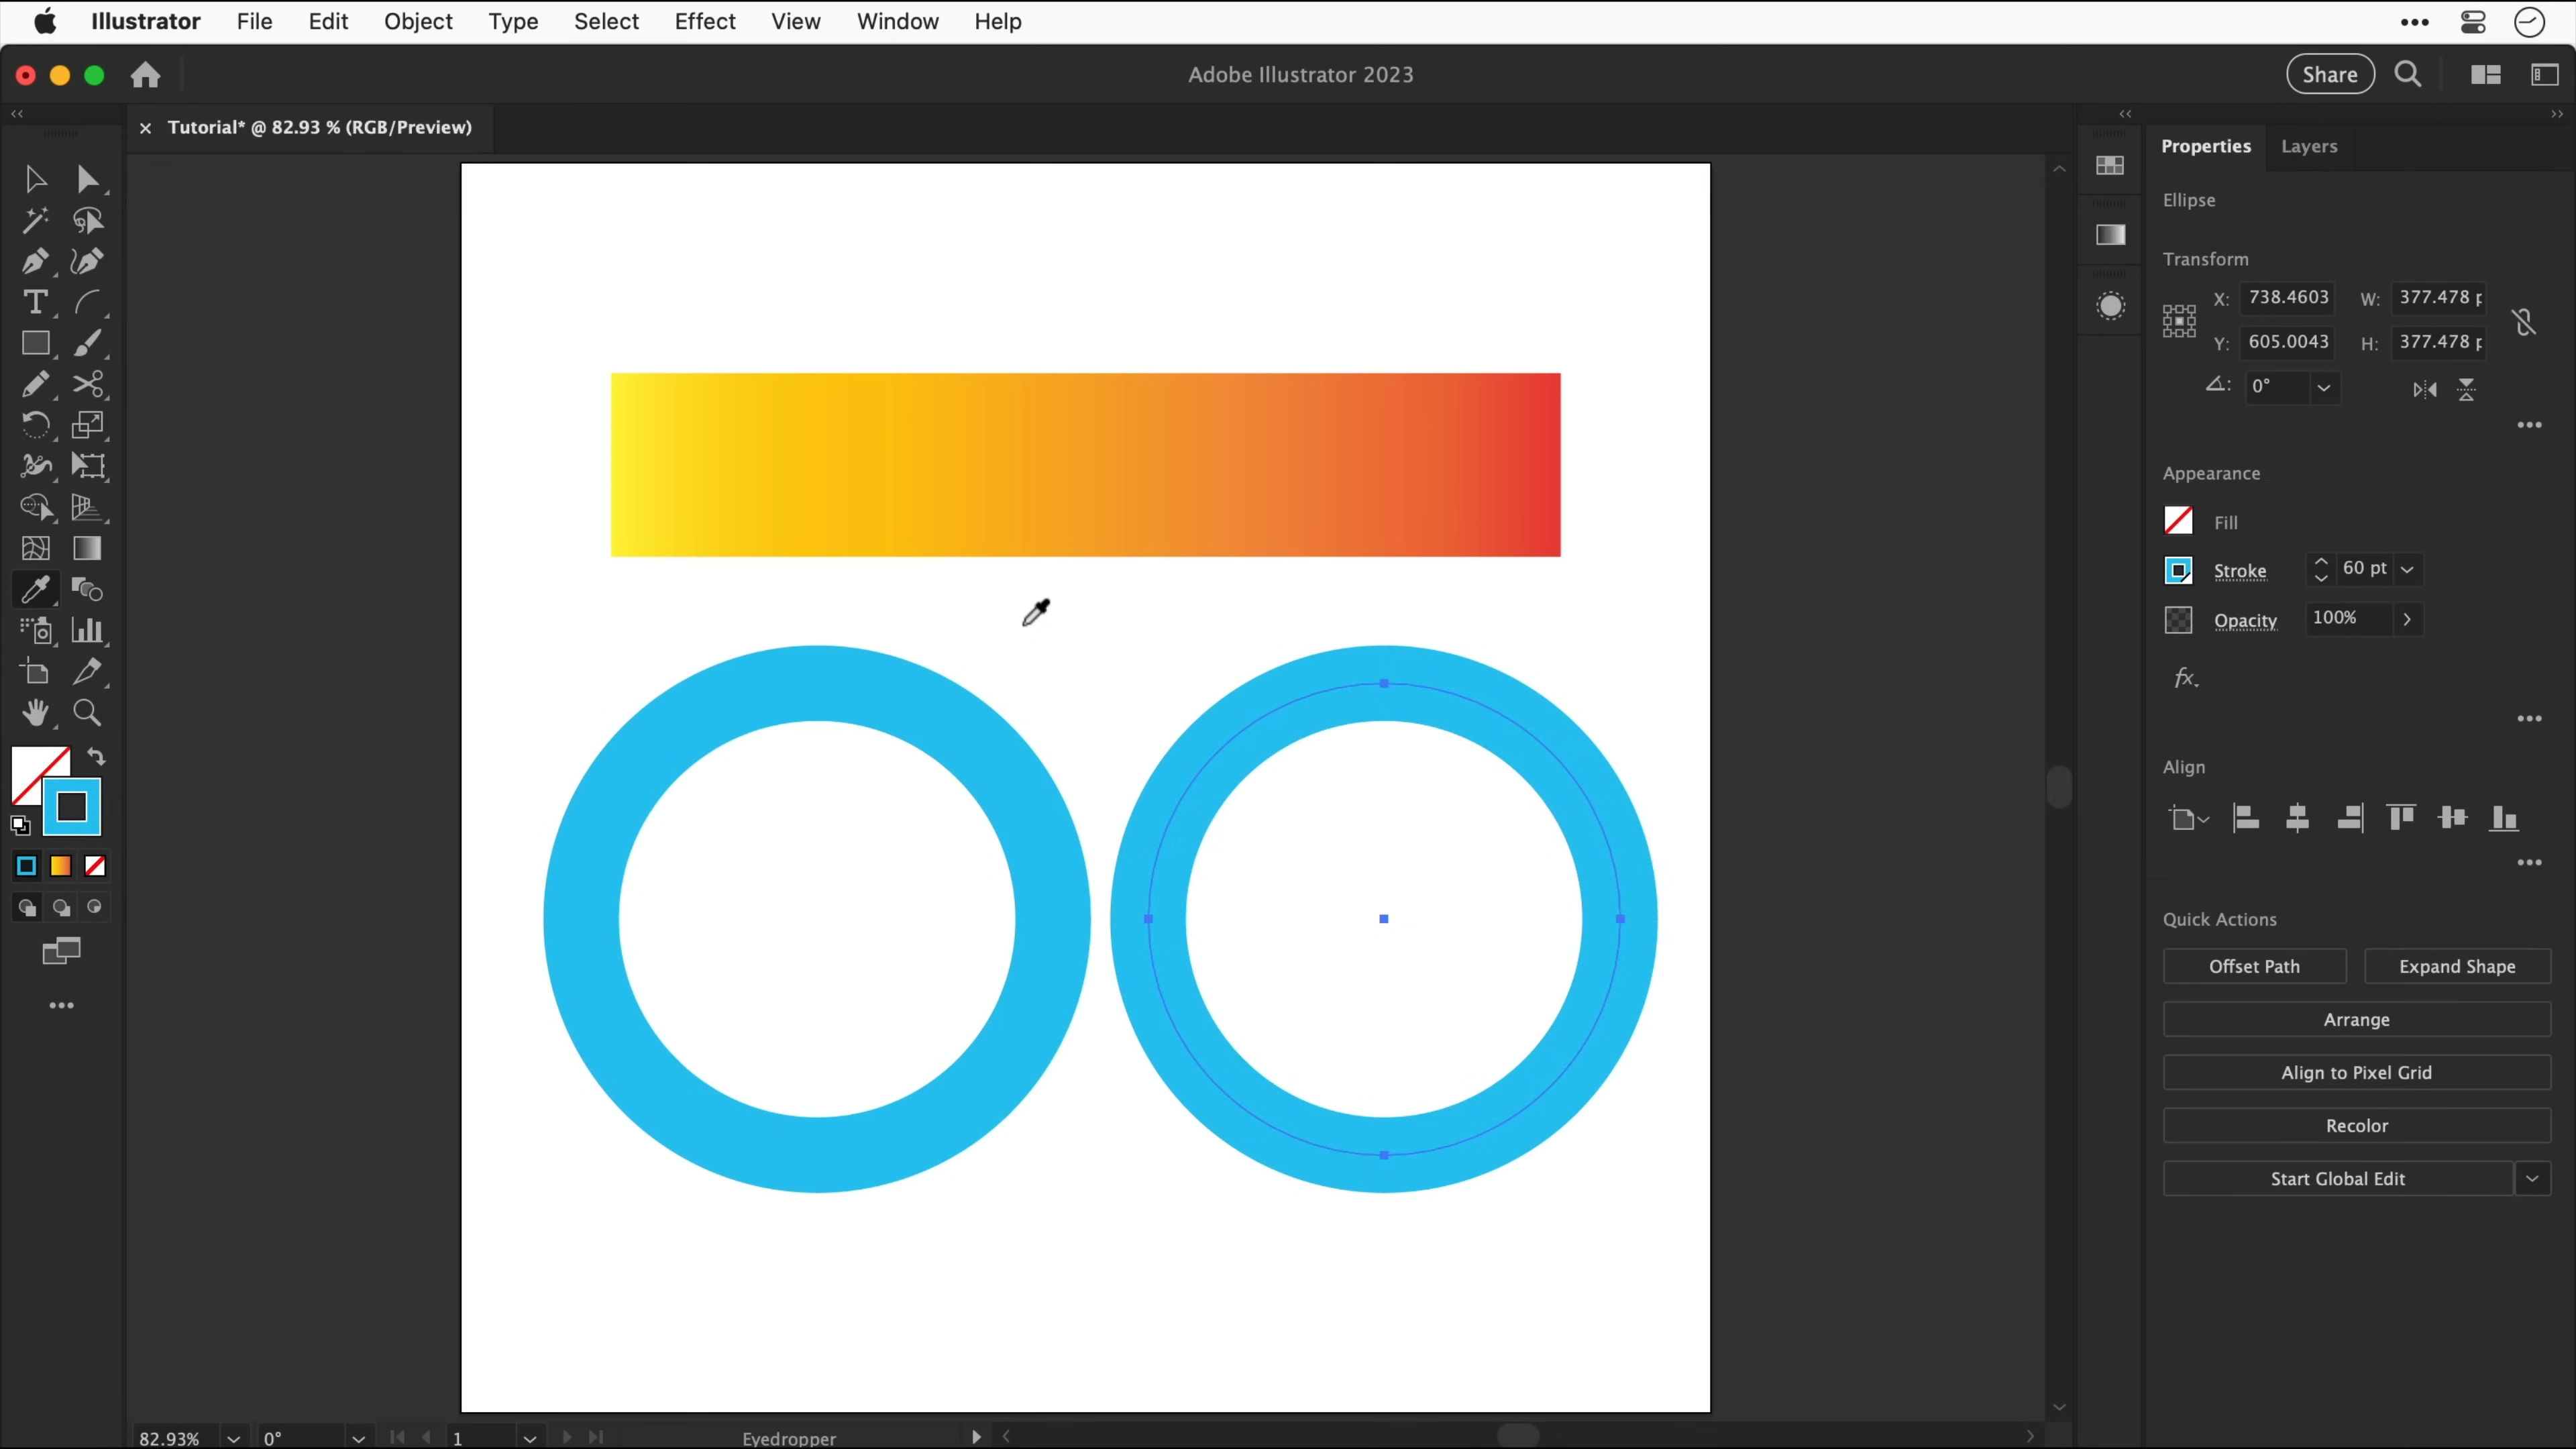 Illustrator File Edit Object Type Select Effect View Window Help
Adobe Illustrator 2023
Share
Tutorial* @ 82.93 % (RGB/Preview)
Properties Layers
Ellipse
Transform
X: 738.4603 W: 377.478 p
Y: 605.0043 H: 377.478 p
0°
Appearance
Fill
Stroke 60 pt
Opacity 100%
fx
Align
Quick Actions
Offset Path Expand Shape
Arrange
Align to Pixel Grid
Recolor
Start Global Edit
82.93% 0° 1 Eyedropper